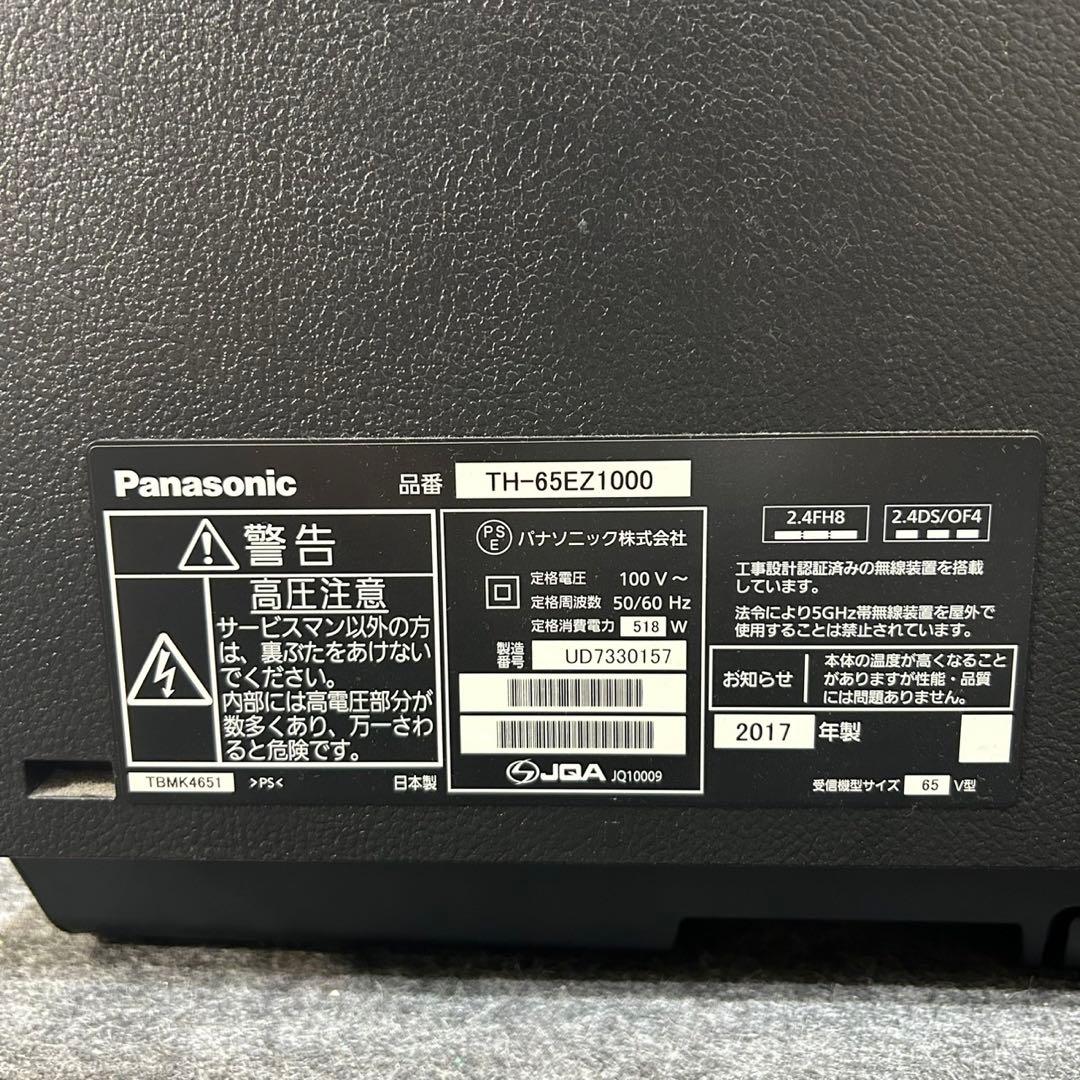 Panasonic
品番 TH-65EZ1000
警告
高圧注意
サービスマン以外の方
は、裏ぶたをあけない
でください。
内部には高電圧部分が
数多くあり、万一さわ
ると危険です。
TBMK4651 >PS< 日本製
PSE パナソニック株式会社
定格電圧 100 V～
定格周波数 50/60 Hz
定格消費電力 518 W
製造
番号 UD7330157
JQA JQ10009
2.4FH8 2.4DS/OF4
工事設計認証済みの無線装置を搭載
しています。
法令により5GHz帯無線装置を屋外で
使用することは禁止されています。
お知らせ
本体の温度が高くなること
がありますが性能・品質
には問題ありません。
2017 年製
受信機型サイズ 65 V型